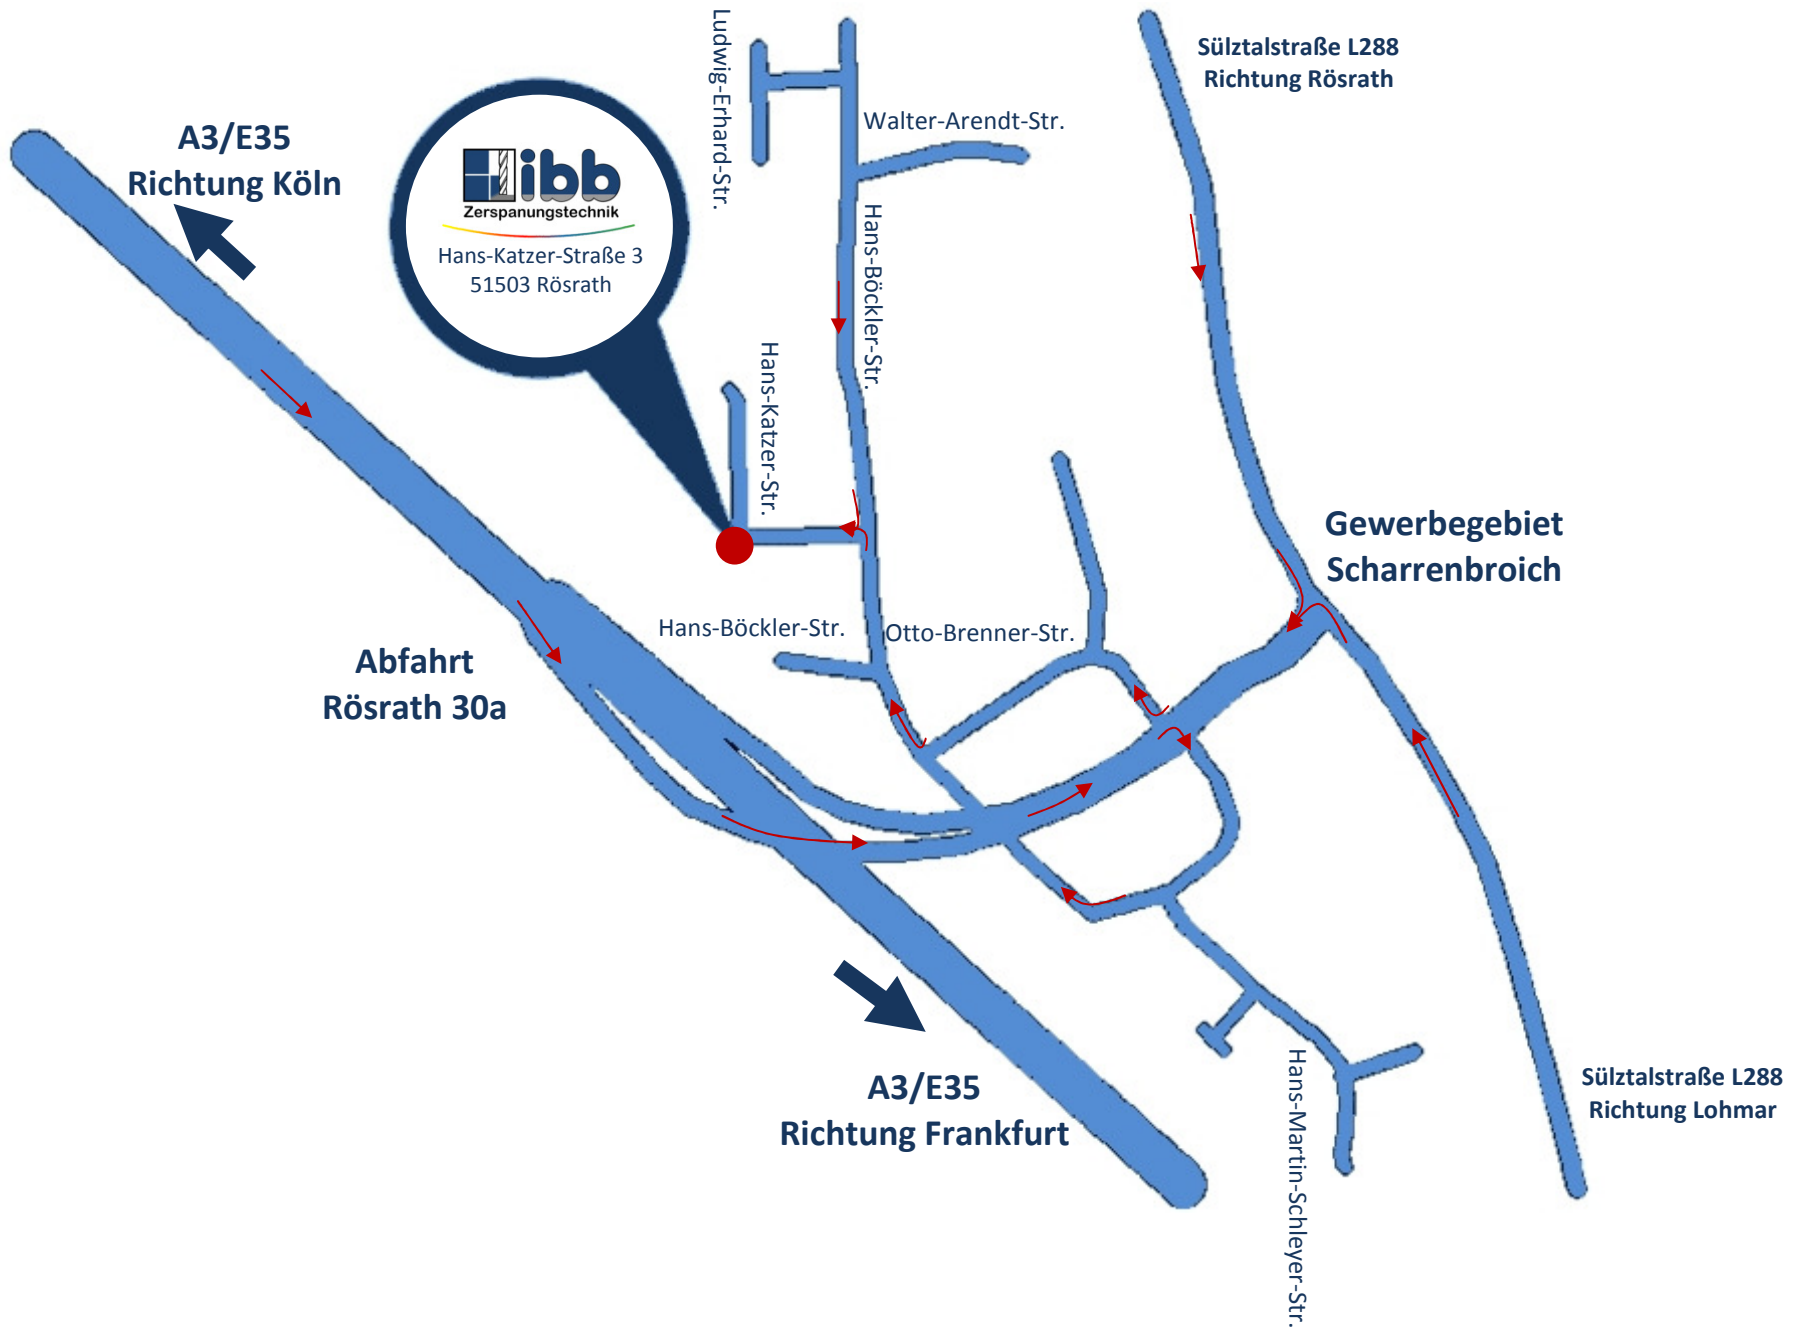 Sülztalstraße L288
Richtung Rösrath
Ludwig-Erhard-Str.
Walter-Arendt-Str.
A3/E35
Richtung Köln
ibb
Zerspanungstechnik
Hans-Katzer-Straße 3
51503 Rösrath
Hans-Böckler-Str.
Hans-Katzer-Str.
Gewerbegebiet
Scharrenbroich
Hans-Böckler-Str.
Otto-Brenner-Str.
Abfahrt
Rösrath 30a
A3/E35
Richtung Frankfurt
Hans-Martin-Schleyer-Str.
Sülztalstraße L288
Richtung Lohmar